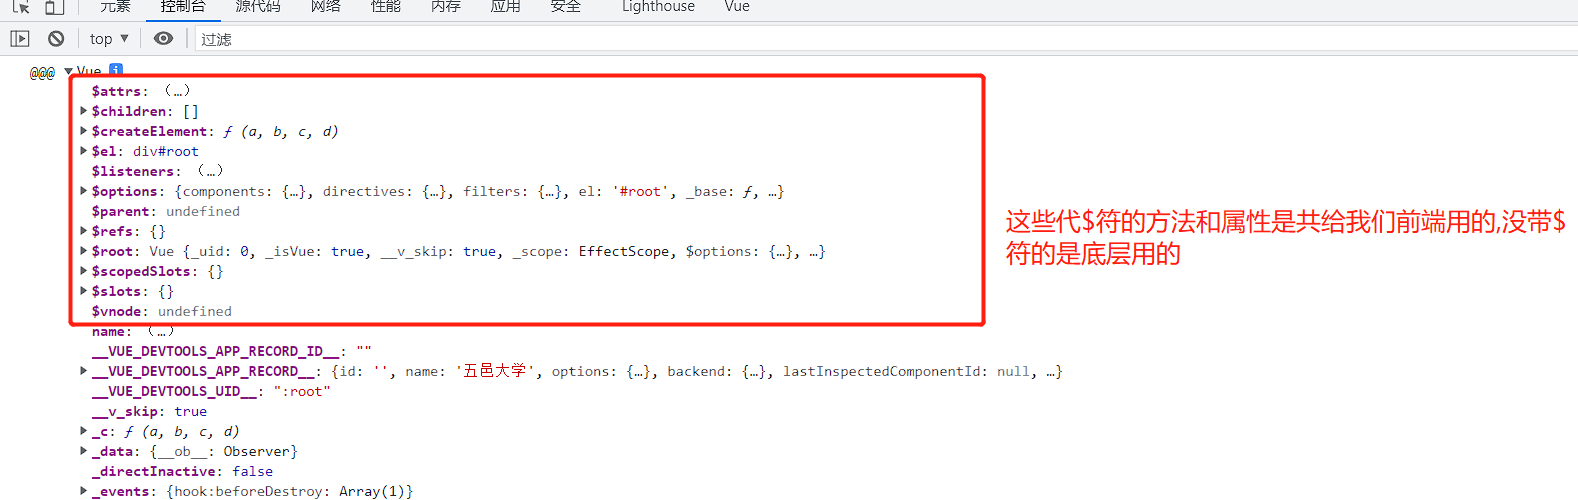 元素 控制台 源代码 网络 性能 内存 应用 安全 Lighthouse Vue
top ▼ 过滤
@@@ ▼Vue i
$attrs: (…)
▶$children: []
▶$createElement: ƒ (a, b, c, d)
▶$el: div#root
$listeners: (…)
▶$options: {components: {…}, directives: {…}, filters: {…}, el: '#root', _base: ƒ, …}
$parent: undefined
▶$refs: {}
▶$root: Vue {_uid: 0, _isVue: true, __v_skip: true, _scope: EffectScope, $options: {…}, …}
▶$scopedSlots: {}
▶$slots: {}
$vnode: undefined
name: (…)
__VUE_DEVTOOLS_APP_RECORD_ID__: ""
▶__VUE_DEVTOOLS_APP_RECORD__: {id: '', name: '五邑大学', options: {…}, backend: {…}, lastInspectedComponentId: null, …}
__VUE_DEVTOOLS_UID__: ":root"
__v_skip: true
▶_c: ƒ (a, b, c, d)
▶_data: {__ob__: Observer}
_directInactive: false
▶_events: {hook:beforeDestroy: Array(1)}
这些代$符的方法和属性是共给我们前端用的,没带$
符的是底层用的